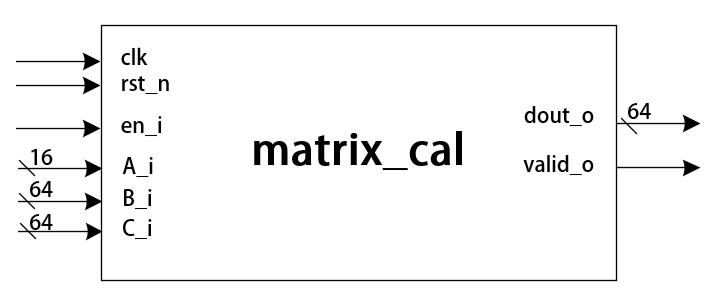 clk
rst_n
en_i
16
A_i
64
B_i
64
C_i
matrix_cal
dout_o
64
valid_o